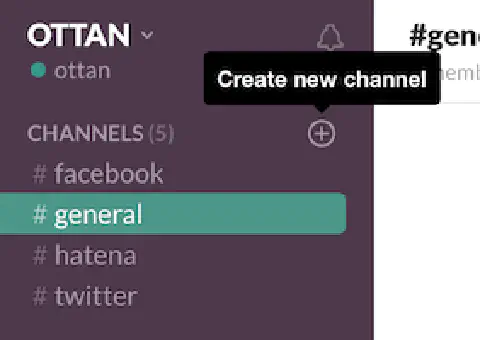 OTTAN
#gen
ottan
Create new channel
CHANNELS (5)
# facebook
# general
# hatena
# twitter